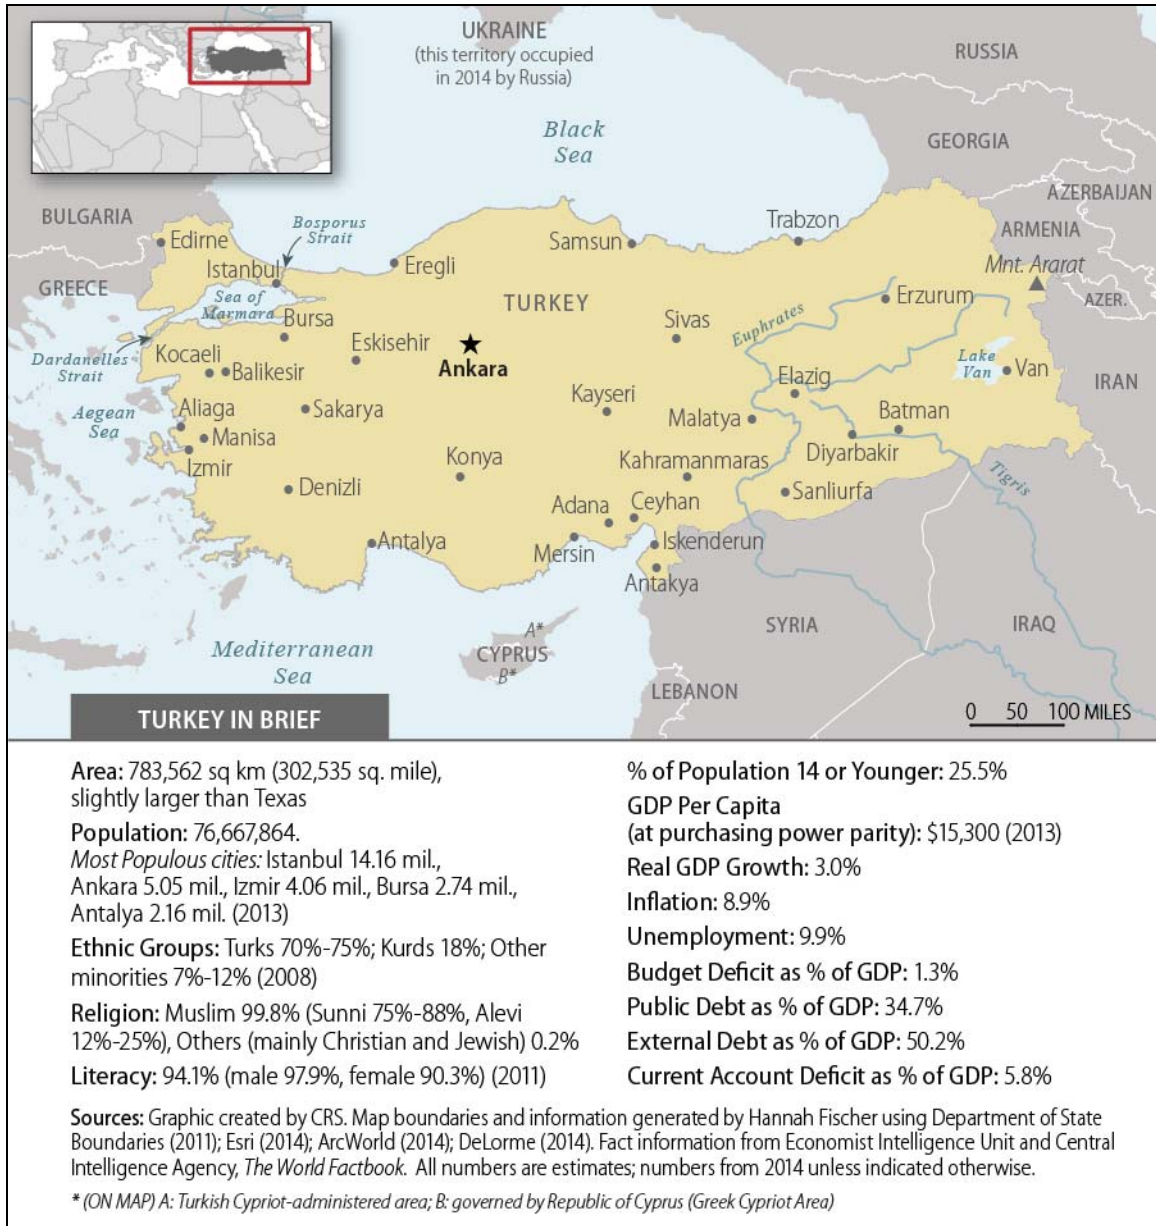 UKRAINE
(this territory occupied
in 2014 by Russia)
RUSSIA
Black
Sea
GEORGIA
AZERBAIJAN
BULGARIA
Bosporus
Strait
Trabzon
ARMENIA
Edirne
Samsun
Mnt. Ararat
Istanbul
Eregli
GREECE
Sea of
Marmara
TURKEY
Erzurum
AZER.
Bursa
Sivas
Euphrates
Dardanelles
Strait
Kocaeli
Eskisehir
Ankara
Lake
Van
Van
Balikesir
Elazig
IRAN
Aegean
Sea
Aliaga
Sakarya
Kayseri
Malatya
Batman
Manisa
Diyarbakir
Izmir
Konya
Kahramanmaras
Tigris
Denizli
Sanliurfa
Adana
Ceyhan
Antalya
Mersin
Iskenderun
Antakya
A*
SYRIA
IRAQ
Mediterranean
Sea
CYPRUS
B*
LEBANON
0 50 100 MILES
TURKEY IN BRIEF
Area: 783,562 sq km (302,535 sq. mile),
slightly larger than Texas
Population: 76,667,864.
Most Populous cities: Istanbul 14.16 mil.,
Ankara 5.05 mil., Izmir 4.06 mil., Bursa 2.74 mil.,
Antalya 2.16 mil. (2013)
Ethnic Groups: Turks 70%-75%; Kurds 18%; Other
minorities 7%-12% (2008)
Religion: Muslim 99.8% (Sunni 75%-88%, Alevi
12%-25%), Others (mainly Christian and Jewish) 0.2%
Literacy: 94.1% (male 97.9%, female 90.3%) (2011)
% of Population 14 or Younger: 25.5%
GDP Per Capita
(at purchasing power parity): $15,300 (2013)
Real GDP Growth: 3.0%
Inflation: 8.9%
Unemployment: 9.9%
Budget Deficit as % of GDP: 1.3%
Public Debt as % of GDP: 34.7%
External Debt as % of GDP: 50.2%
Current Account Deficit as % of GDP: 5.8%
Sources: Graphic created by CRS. Map boundaries and information generated by Hannah Fischer using Department of State
Boundaries (2011); Esri (2014); ArcWorld (2014); DeLorme (2014). Fact information from Economist Intelligence Unit and Central
Intelligence Agency, The World Factbook. All numbers are estimates; numbers from 2014 unless indicated otherwise.
* (ON MAP) A: Turkish Cypriot-administered area; B: governed by Republic of Cyprus (Greek Cypriot Area)